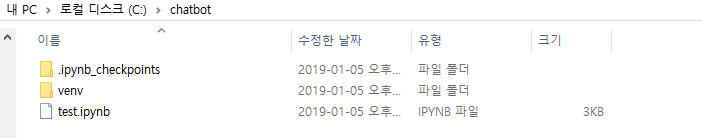 내 PC > 로컬 디스크 (C:) > chatbot
이름 수정한 날짜 유형 크기
.ipynb_checkpoints 2019-01-05 오후... 파일 폴더
venv 2019-01-05 오후... 파일 폴더
test.ipynb 2019-01-05 오후... IPYNB 파일 3KB